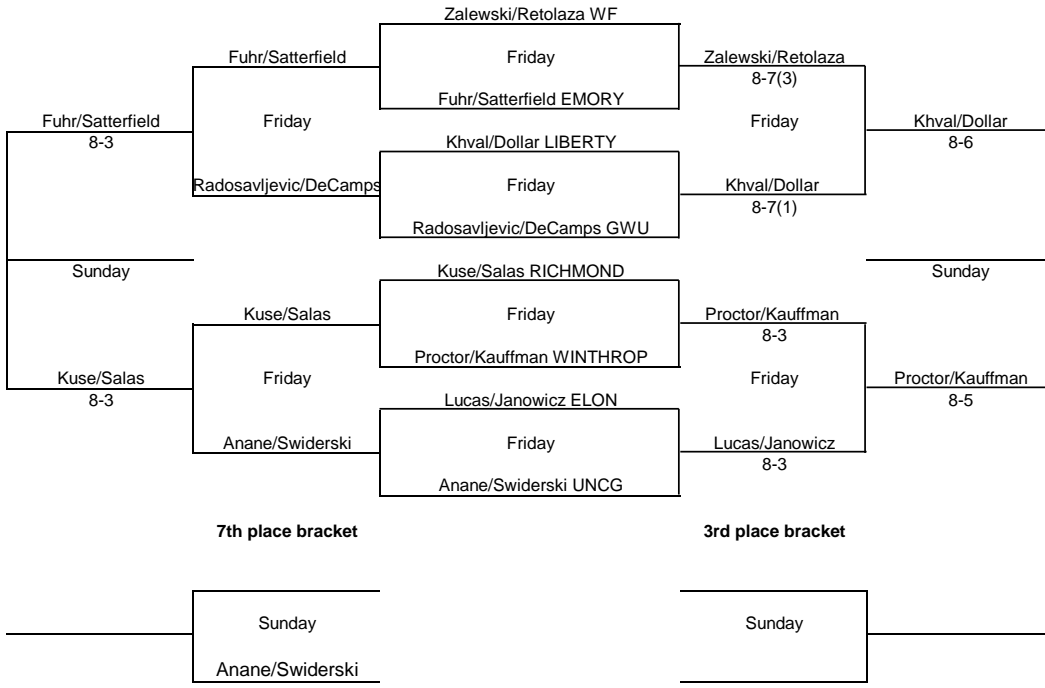 Zalewski/Retolaza WF
Fuhr/Satterfield
Friday
Zalewski/Retolaza
8-7(3)
Fuhr/Satterfield EMORY
Fuhr/Satterfield
8-3
Friday
Friday
Khval/Dollar
8-6
Khval/Dollar LIBERTY
Radosavljevic/DeCamps
Friday
Khval/Dollar
8-7(1)
Radosavljevic/DeCamps GWU
Sunday
Kuse/Salas RICHMOND
Sunday
Kuse/Salas
Friday
Proctor/Kauffman
8-3
Proctor/Kauffman WINTHROP
Kuse/Salas
8-3
Friday
Friday
Proctor/Kauffman
8-5
Lucas/Janowicz ELON
Anane/Swiderski
Friday
Lucas/Janowicz
8-3
Anane/Swiderski UNCG
7th place bracket
3rd place bracket
Sunday
Sunday
Anane/Swiderski